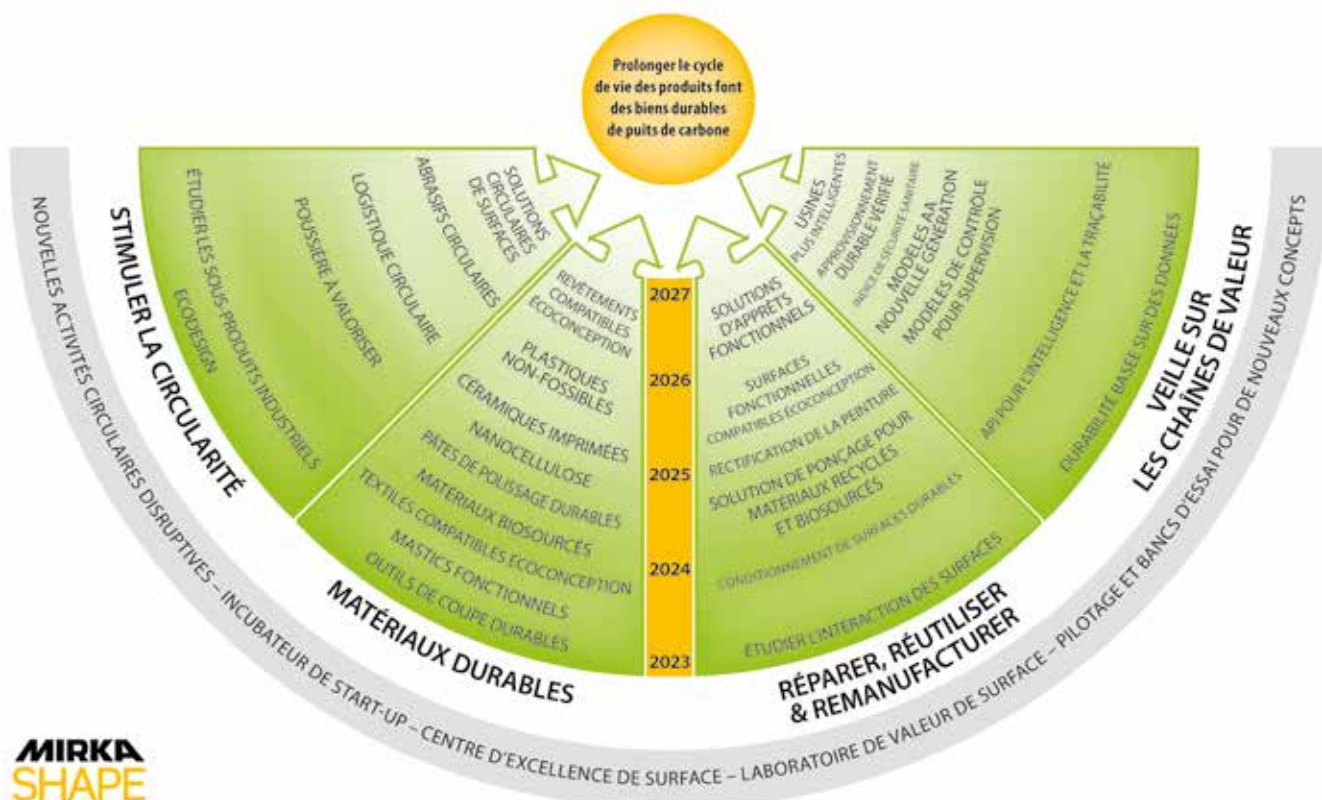 Prolonger le cycle
de vie des produits font
des biens durables
de puits de carbone
STIMULER LA CIRCULARITÉ
ECODESIGN
ÉTUDIER LES SOUS-PRODUITS INDUSTRIELS
POUSSIÈRE À VALORISER
LOGISTIQUE CIRCULAIRE
ABRASIFS CIRCULAIRES
SOLUTIONS
CIRCULAIRES
DE SURFACES
MATÉRIAUX DURABLES
REVÊTEMENTS
COMPATIBLES
ÉCOCONCEPTION
PLASTIQUES
NON-FOSSIBLES
CÉRAMIQUES IMPRIMÉES
NANOCELLULOSE
PÂTES DE POLISSAGE DURABLES
MATÉRIAUX BIOSOURCÉS
TEXTILES COMPATIBLES ÉCOCONCEPTION
MASTICS FONCTIONNELS
OUTILS DE COUPE DURABLES
2027
2026
2025
2024
2023
SOLUTIONS
D'APPRÊTS
FONCTIONNELS
SURFACES
FONCTIONNELLES
COMPATIBLES ÉCOCONCEPTION
RECTIFICATION DE LA PEINTURE
SOLUTION DE PONÇAGE POUR
MATÉRIAUX RECYCLÉS
ET BIOSOURCÉS
CONDITIONNEMENT DE SURFACES DURABLES
ÉTUDIER L'INTERACTION DES SURFACES
RÉPARER, RÉUTILISER
& REMANUFACTURER
USINES
PLUS INTELLIGENTES
APPROVISIONNEMENT
DURABLE VÉRIFIÉ
INDICE DE SÉCURITÉ SANITAIRE
MODÈLES AA
NOUVELLE GÉNÉRATION
MODÈLES DE CONTRÔLE
POUR SUPERVISION
API POUR L'INTELLIGENCE ET LA TRAÇABILITÉ
DURABILITÉ BASÉE SUR DES DONNÉES
VEILLE SUR
LES CHAÎNES DE VALEUR
NOUVELLES ACTIVITÉS CIRCULAIRES DISRUPTIVES – INCUBATEUR DE START-UP – CENTRE D'EXCELLENCE DE SURFACE – LABORATOIRE DE VALEUR DE SURFACE – PILOTAGE ET BANCS D'ESSAI POUR DE NOUVEAUX CONCEPTS
MIRKA
SHAPE